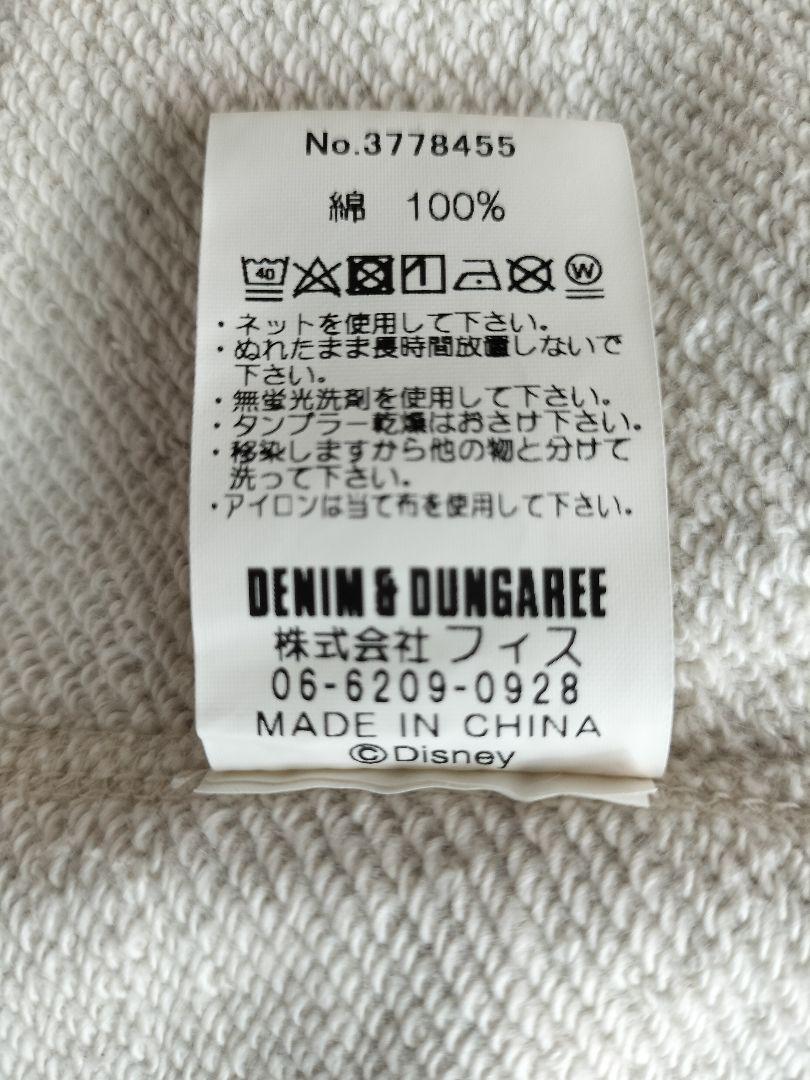 No.3778455
綿 100%
40 W
・ネットを使用して下さい。
・ぬれたまま長時間放置しないで
下さい。
・無蛍光洗剤を使用して下さい。
・タンブラー乾燥はおさけ下さい。
・移染しますから他の物と分けて
洗って下さい。
・アイロンは当て布を使用して下さい。
DENIM & DUNGAREE
株式会社 フィス
06-6209-0928
MADE IN CHINA
©Disney